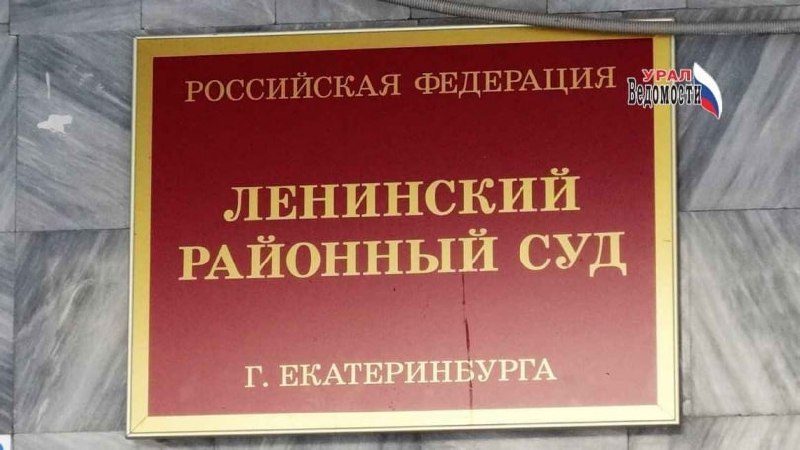 РОССИЙСКАЯ ФЕДЕРАЦИЯ
УРАЛ
Ведомости
ЛЕНИНСКИЙ
РАЙОННЫЙ СУД
Г. ЕКАТЕРИНБУРГА